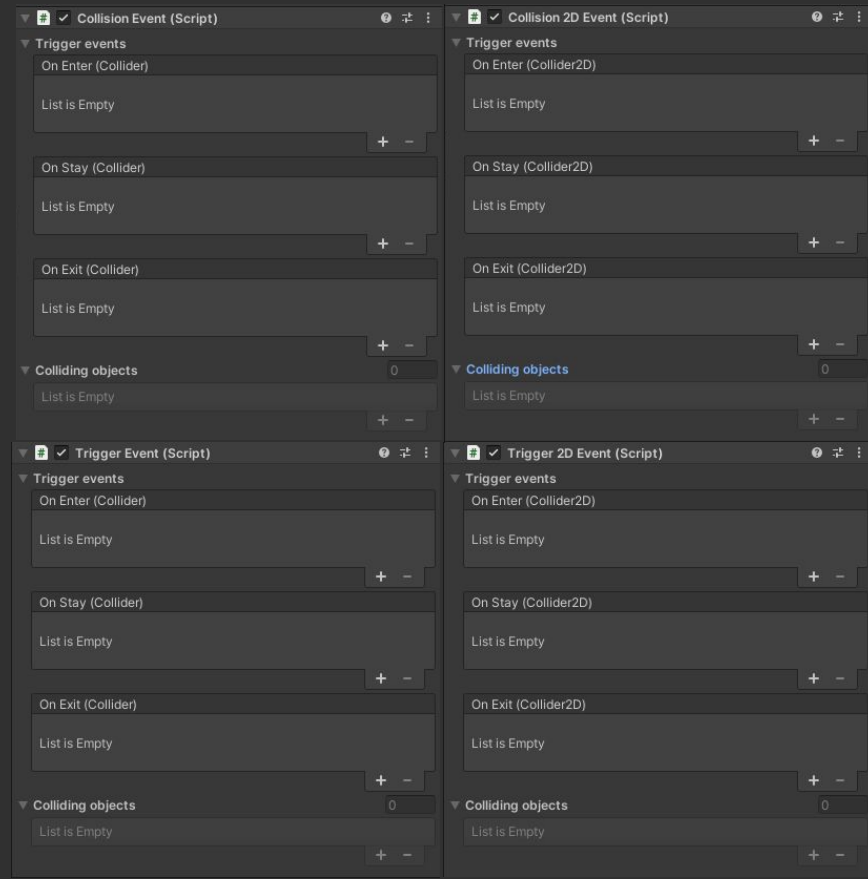 Collision Event (Script)
Trigger events
On Enter (Collider)
List is Empty
On Stay (Collider)
List is Empty
On Exit (Collider)
List is Empty
Colliding objects 0
List is Empty
Collision 2D Event (Script)
Trigger events
On Enter (Collider2D)
List is Empty
On Stay (Collider2D)
List is Empty
On Exit (Collider2D)
List is Empty
Colliding objects 0
List is Empty
Trigger Event (Script)
Trigger events
On Enter (Collider)
List is Empty
On Stay (Collider)
List is Empty
On Exit (Collider)
List is Empty
Colliding objects 0
List is Empty
Trigger 2D Event (Script)
Trigger events
On Enter (Collider2D)
List is Empty
On Stay (Collider2D)
List is Empty
On Exit (Collider2D)
List is Empty
Colliding objects 0
List is Empty